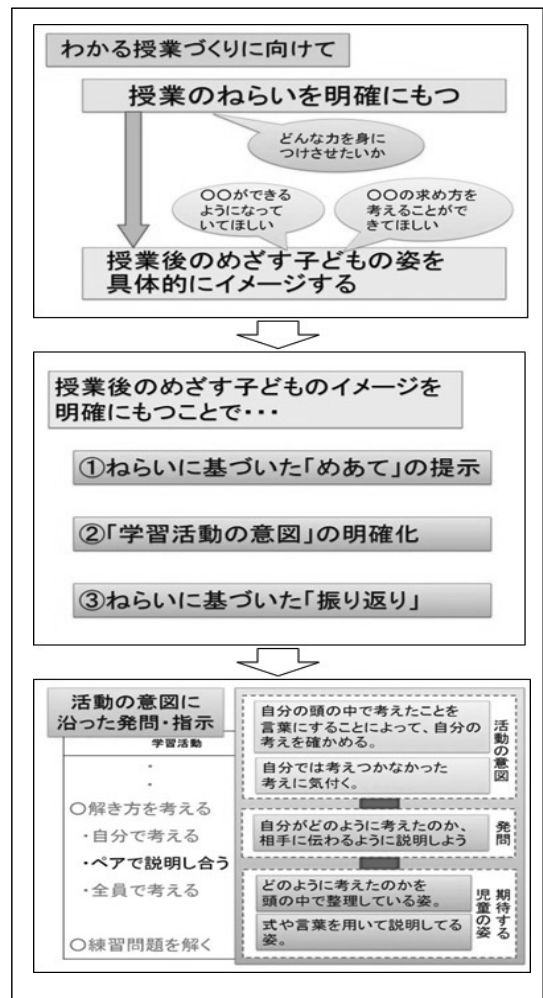 わかる授業づくりに向けて
授業のねらいを明確にもつ
どんな力を身に
つけさせたいか
〇〇ができる
ようになって
いてほしい
〇〇の求め方を
考えることがで
きてほしい
授業後のめざす子どもの姿を
具体的にイメージする
授業後のめざす子どものイメージを
明確にもつことで・・・
①ねらいに基づいた「めあて」の提示
②「学習活動の意図」の明確化
③ねらいに基づいた「振り返り」
活動の意図に
沿った発問・指示
学習活動
・
・
〇解き方を考える
・自分で考える
・ペアで説明し合う
・全員で考える
〇練習問題を解く
自分の頭の中で考えたことを
言葉にすることによって、自分の
考えを確かめる。
自分では考えつかなかった
考えに気付く。
活動の意図
自分がどのように考えたのか、
相手に伝わるように説明しよう
発問
どのように考えたのかを
頭の中で整理している姿。
式や言葉を用いて説明してる
姿。
期待する
児童の姿